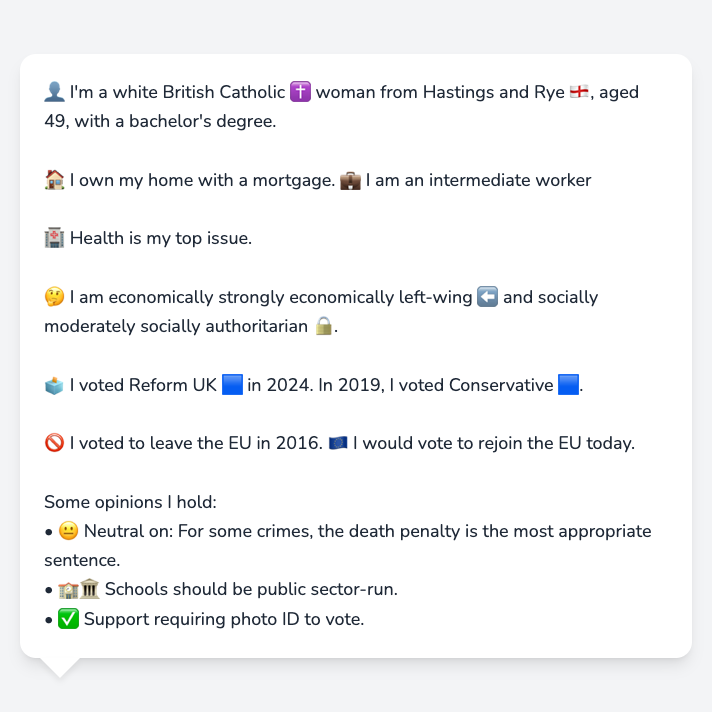 👤 I'm a white British Catholic ✝️ woman from Hastings and Rye 🏴󠁧󠁢󠁥󠁮󠁧󠁿, aged
49, with a bachelor's degree.
🏠 I own my home with a mortgage. 💼 I am an intermediate worker
🏥 Health is my top issue.
🤔 I am economically strongly economically left-wing ⬅️ and socially
moderately socially authoritarian 🔒.
🗳️ I voted Reform UK 🟦 in 2024. In 2019, I voted Conservative 🟦.
🚫 I voted to leave the EU in 2016. 🇪🇺 I would vote to rejoin the EU today.
Some opinions I hold:
• 😐 Neutral on: For some crimes, the death penalty is the most appropriate
sentence.
• 🏫🏛️ Schools should be public sector-run.
• ✅ Support requiring photo ID to vote.